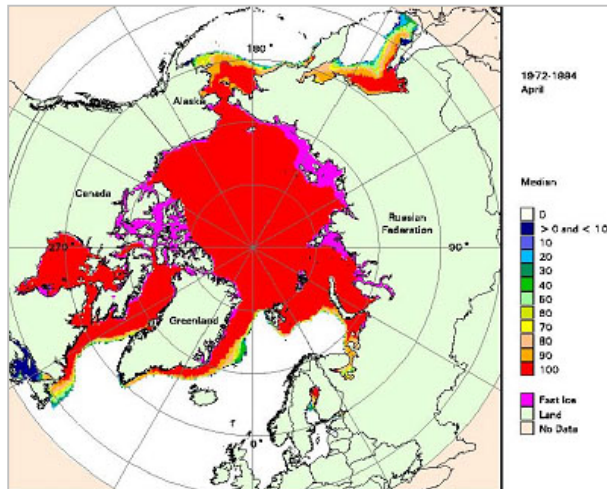 180°
Alaska
Canada
Russian
Federation
270°
90°
Greenland
0°
1972-1994
April
Median
0
> 0 and < 10
10
20
30
40
50
60
70
80
90
100
Fast Ice
Land
No Data